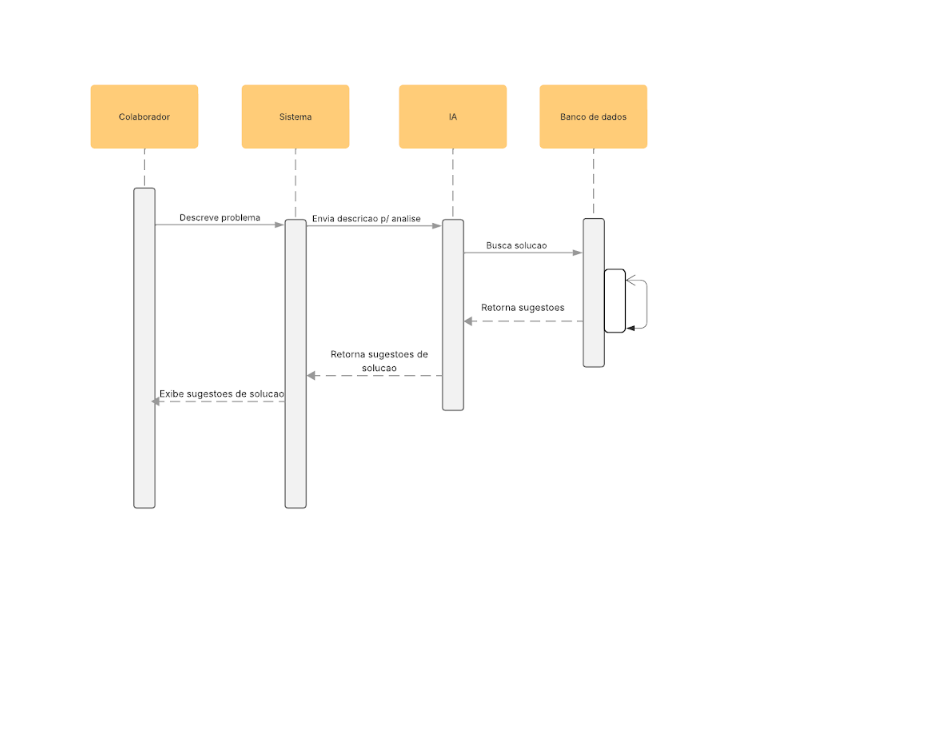 Colaborador
Sistema
IA
Banco de dados
Descreve problema
Envia descricao p/ analise
Busca solucao
Retorna sugestoes
Retorna sugestoes de
solucao
Exibe sugestoes de solucao